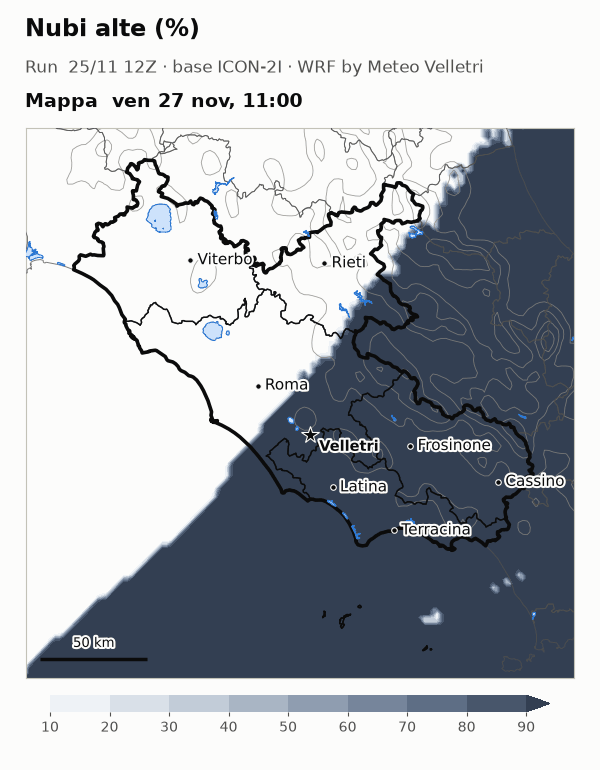 Nubi alte (%)
Run  25/11 12Z · base ICON-2I · WRF by Meteo Velletri
Mappa  ven 27 nov, 11:00
Viterbo
Rieti
Roma
Velletri
Frosinone
Cassino
Latina
Terracina
50 km
10 20 30 40 50 60 70 80 90